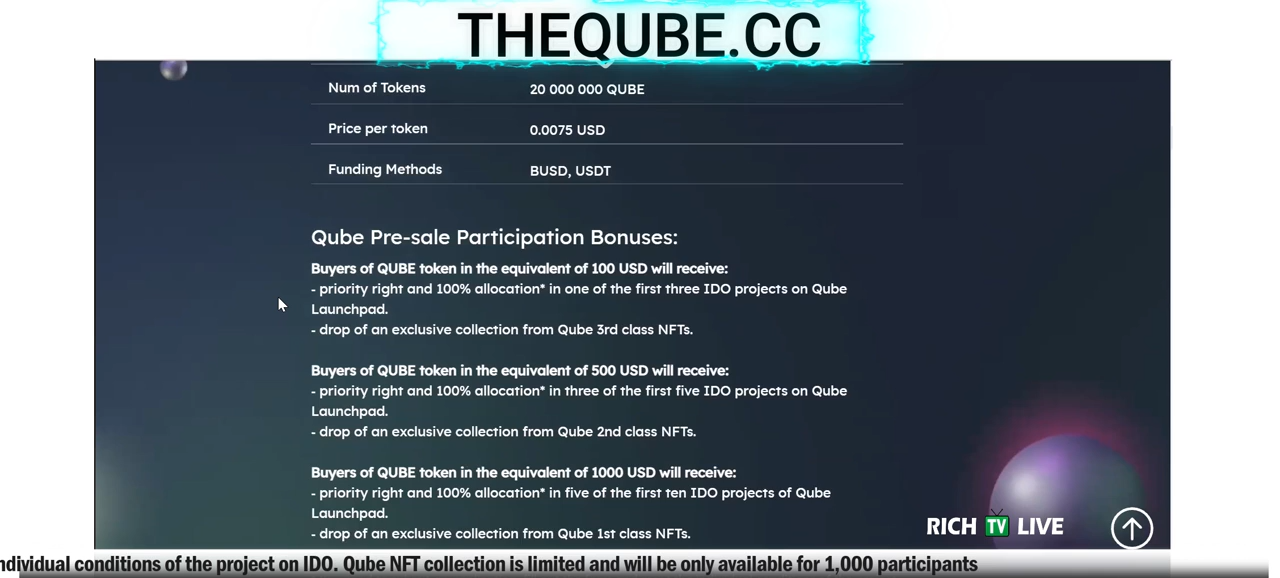 THEQUBE.CC
Num of Tokens 20 000 000 QUBE
Price per token 0.0075 USD
Funding Methods BUSD, USDT
Qube Pre-sale Participation Bonuses:
Buyers of QUBE token in the equivalent of 100 USD will receive:
- priority right and 100% allocation* in one of the first three IDO projects on Qube
Launchpad.
- drop of an exclusive collection from Qube 3rd class NFTs.
Buyers of QUBE token in the equivalent of 500 USD will receive:
- priority right and 100% allocation* in three of the first five IDO projects on Qube
Launchpad.
- drop of an exclusive collection from Qube 2nd class NFTs.
Buyers of QUBE token in the equivalent of 1000 USD will receive:
- priority right and 100% allocation* in five of the first ten IDO projects of Qube
Launchpad.
- drop of an exclusive collection from Qube 1st class NFTs.
RICH TV LIVE
ndividual conditions of the project on IDO. Qube NFT collection is limited and will be only available for 1,000 participants